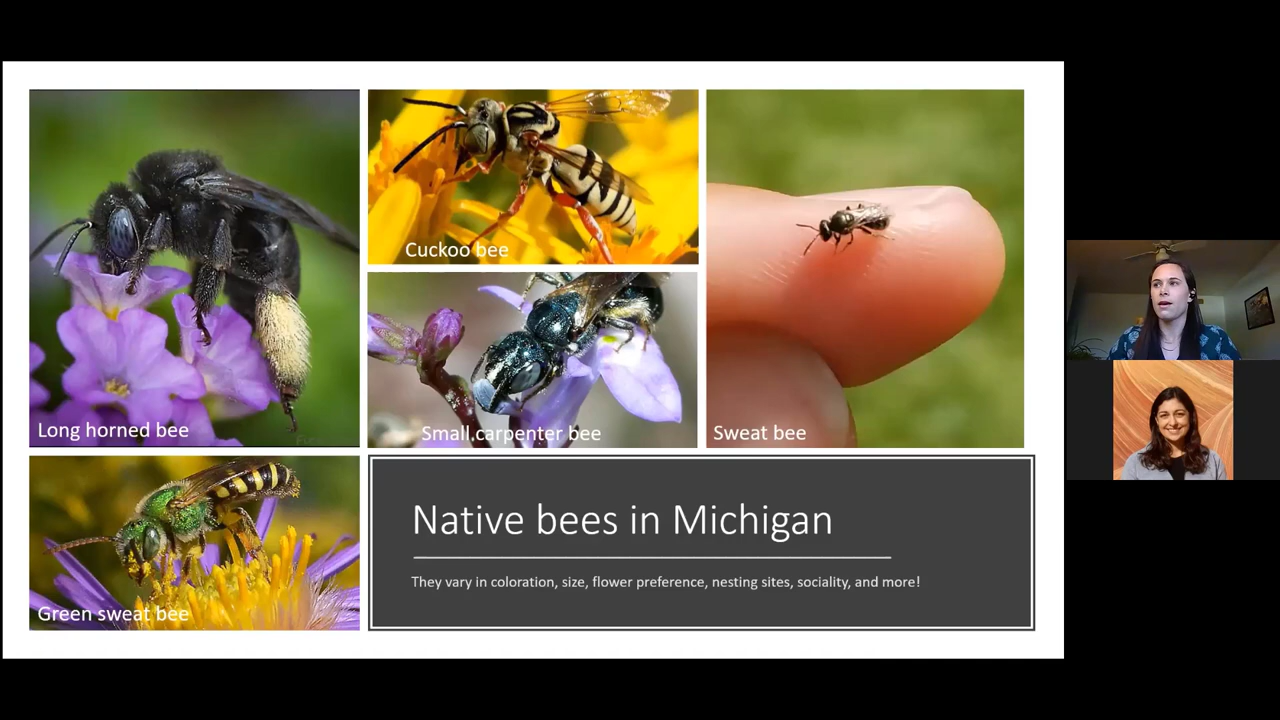 Cuckoo bee
Long horned bee
Small carpenter bee
Sweat bee
Green sweat bee
Native bees in Michigan
They vary in coloration, size, flower preference, nesting sites, sociality, and more!